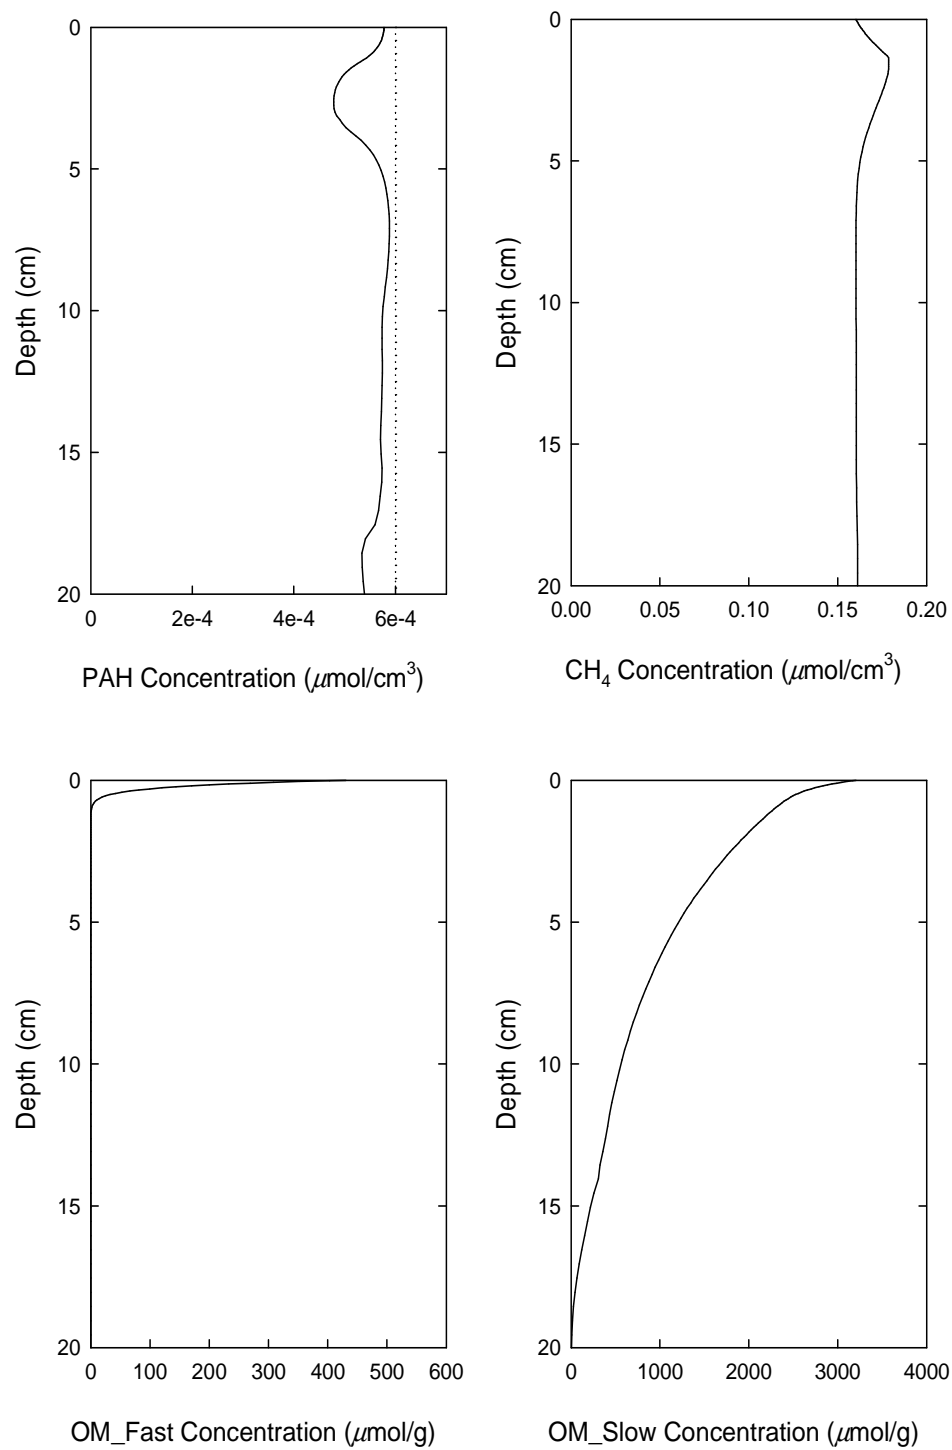 0
5
10
15
20
Depth (cm)
0 2e-4 4e-4 6e-4
PAH Concentration (μmol/cm³)
0
5
10
15
20
Depth (cm)
0.00 0.05 0.10 0.15 0.20
CH₄ Concentration (μmol/cm³)
0
5
10
15
20
Depth (cm)
0 100 200 300 400 500 600
OM_Fast Concentration (μmol/g)
0
5
10
15
20
Depth (cm)
0 1000 2000 3000 4000
OM_Slow Concentration (μmol/g)